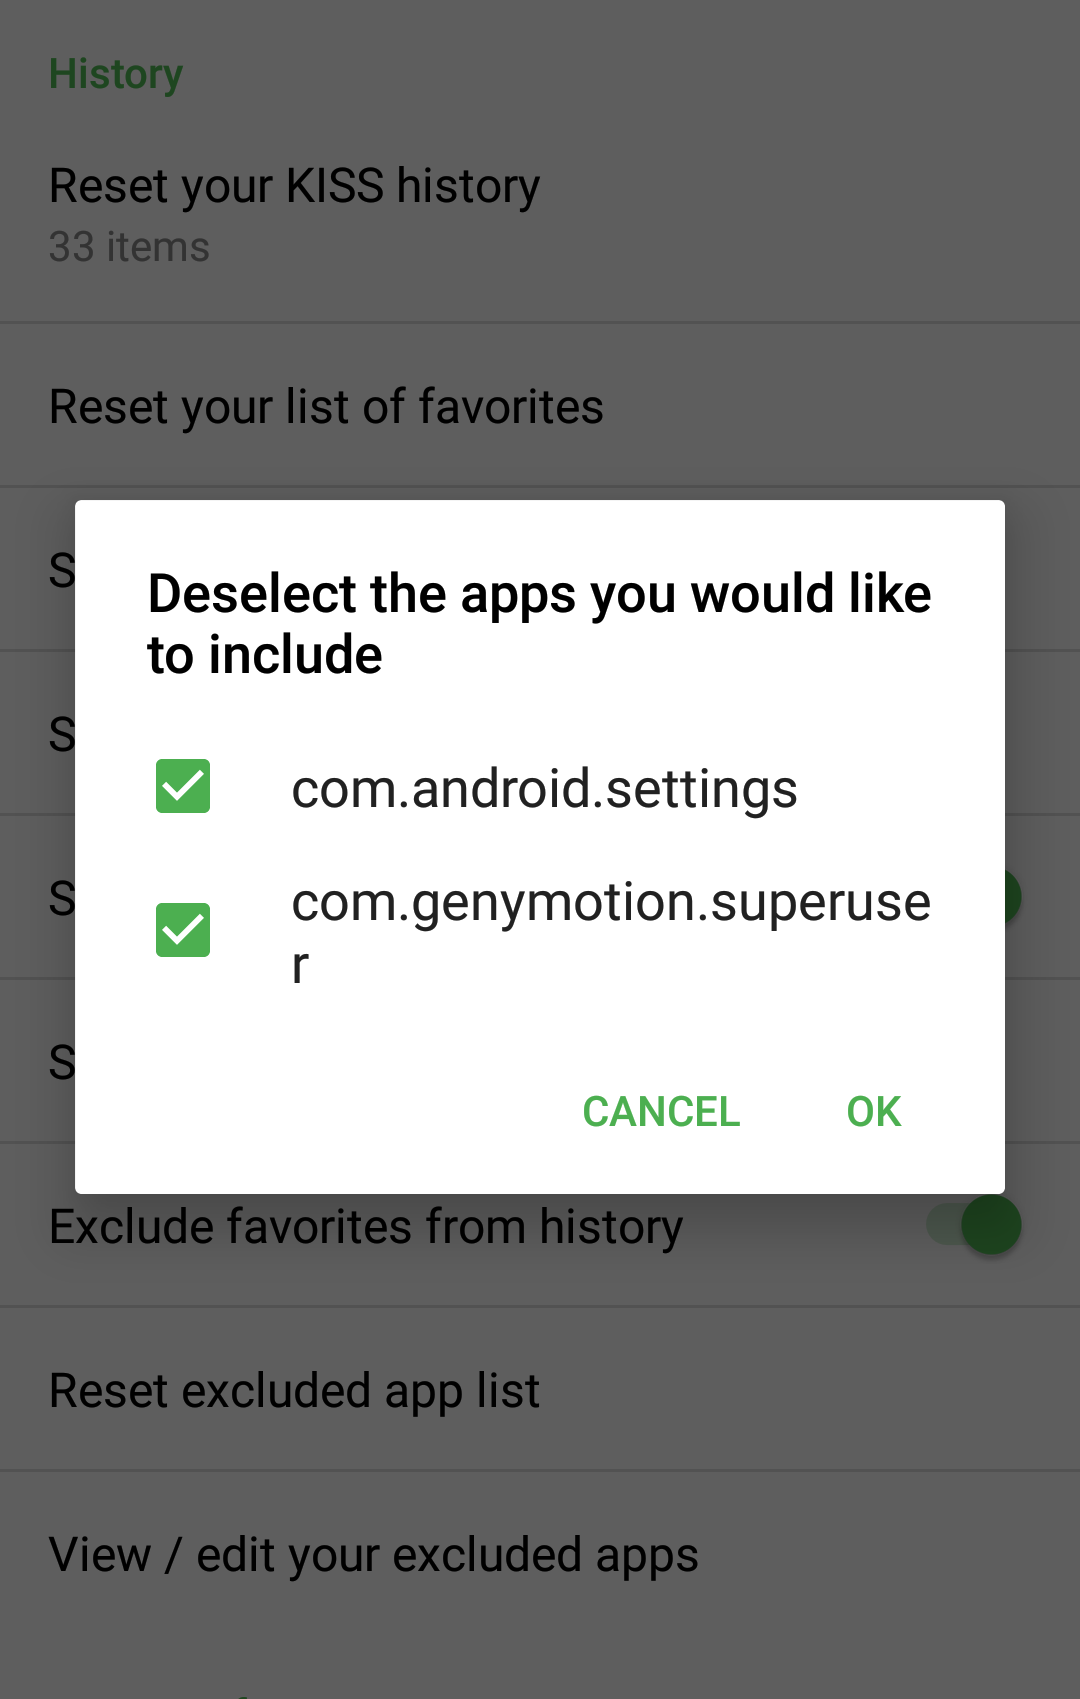 History
Reset your KISS history
33 items
Reset your list of favorites
Deselect the apps you would like
to include
com.android.settings
com.genymotion.superuse
r
CANCEL
OK
Exclude favorites from history
Reset excluded app list
View / edit your excluded apps